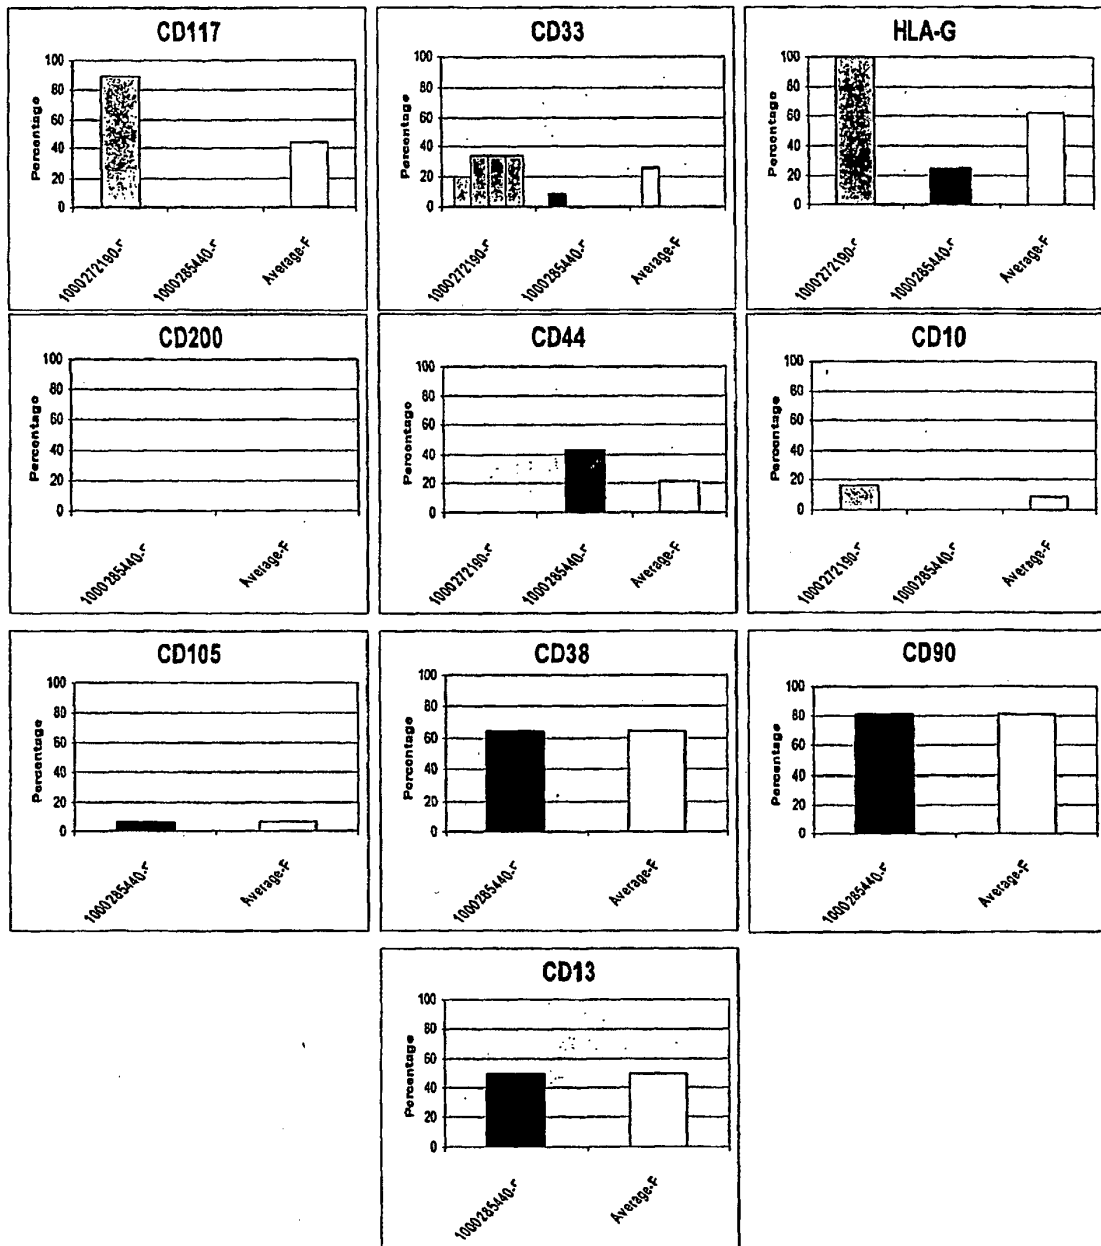 CD117
Percentage
100
80
60
40
20
0
1000272190-F
1000285440-F
Average-F
CD33
Percentage
100
80
60
40
20
0
1000272190-F
1000285440-F
Average-F
HLA-G
Percentage
100
80
60
40
20
0
1000272190-F
1000285440-F
Average-F
CD200
Percentage
100
80
60
40
20
0
1000285440-F
Average-F
CD44
Percentage
100
80
60
40
20
0
1000272190-F
1000285440-F
Average-F
CD10
Percentage
100
80
60
40
20
0
1000272190-F
1000285440-F
Average-F
CD105
Percentage
100
80
60
40
20
0
1000285440-F
Average-F
CD38
Percentage
100
80
60
40
20
0
1000285440-F
Average-F
CD90
Percentage
100
80
60
40
20
0
1000285440-F
Average-F
CD13
Percentage
100
80
60
40
20
0
1000285440-F
Average-F